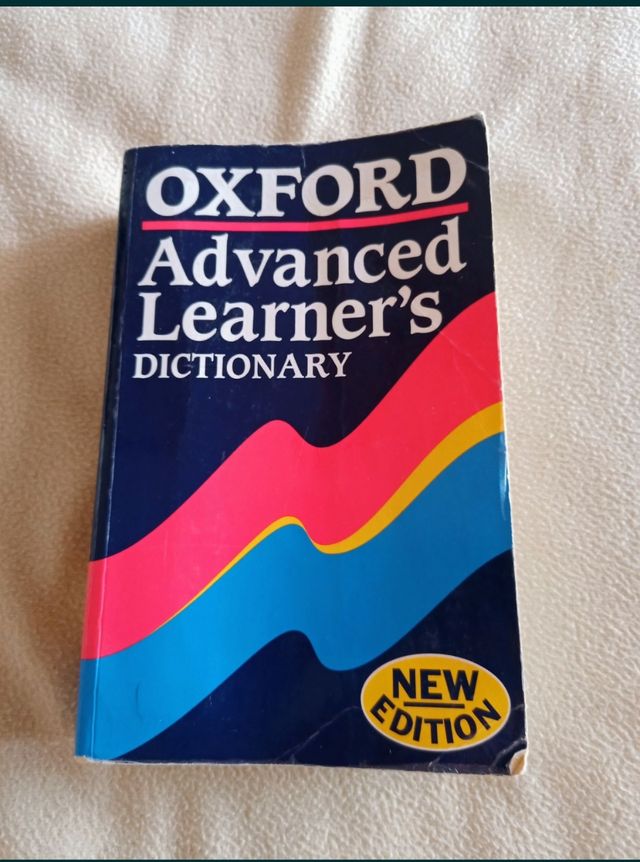 OXFORD
Advanced
Learner's
DICTIONARY
NEW
EDITION